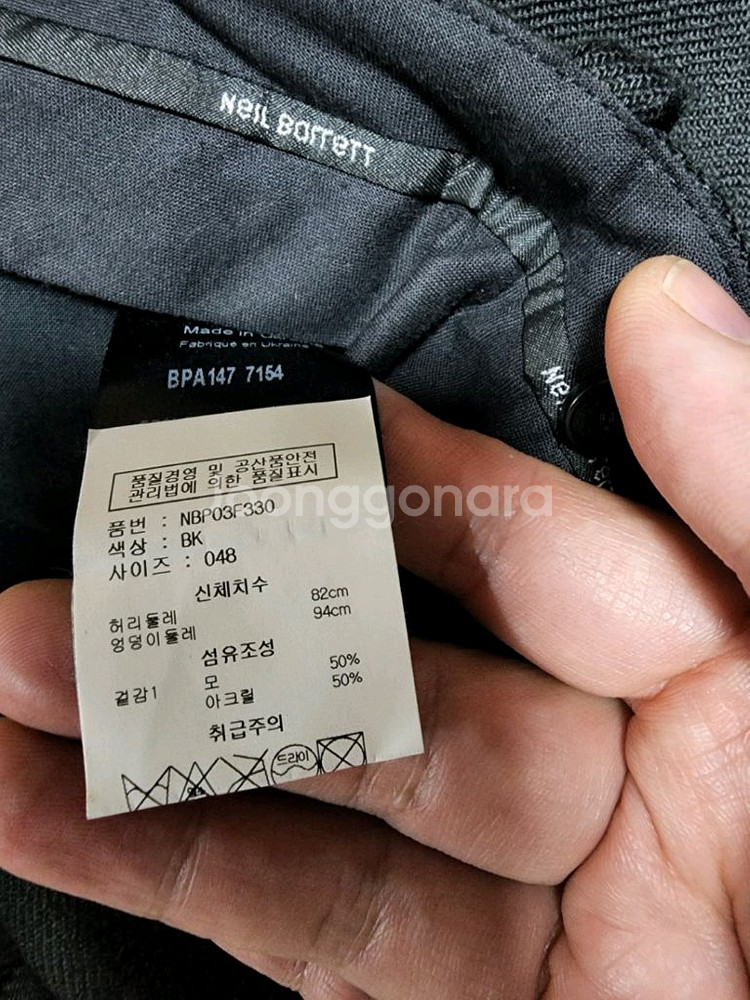 Neil Barrett
Made in
Fabriqué en Ukraine
BPA147 7154
Nei
품질경영 및 공산품안전
관리법에 의한 품질표시
joonggonara
품번 : NBP03F330
색상 : BK
사이즈 : 048
신체치수
허리둘레 82cm
엉덩이둘레 94cm
섬유조성
겉감1 모 50%
아크릴 50%
취급주의
드라이